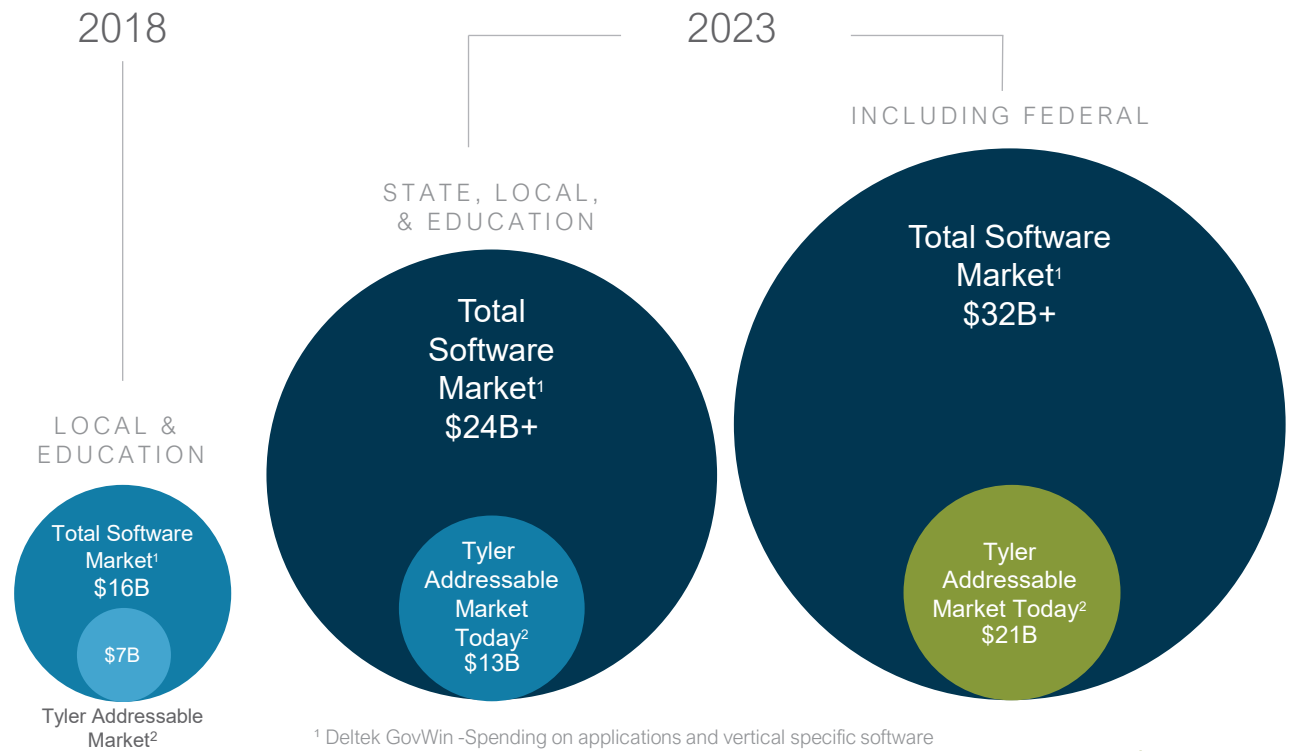 2018
LOCAL &
EDUCATION
Total Software
Market¹
$16B
$7B
Tyler Addressable
Market²
2023
STATE, LOCAL,
& EDUCATION
Total
Software
Market¹
$24B+
Tyler
Addressable
Market
Today²
$13B
INCLUDING FEDERAL
Total Software
Market¹
$32B+
Tyler
Addressable
Market Today²
$21B
¹ Deltek GovWin -Spending on applications and vertical specific software